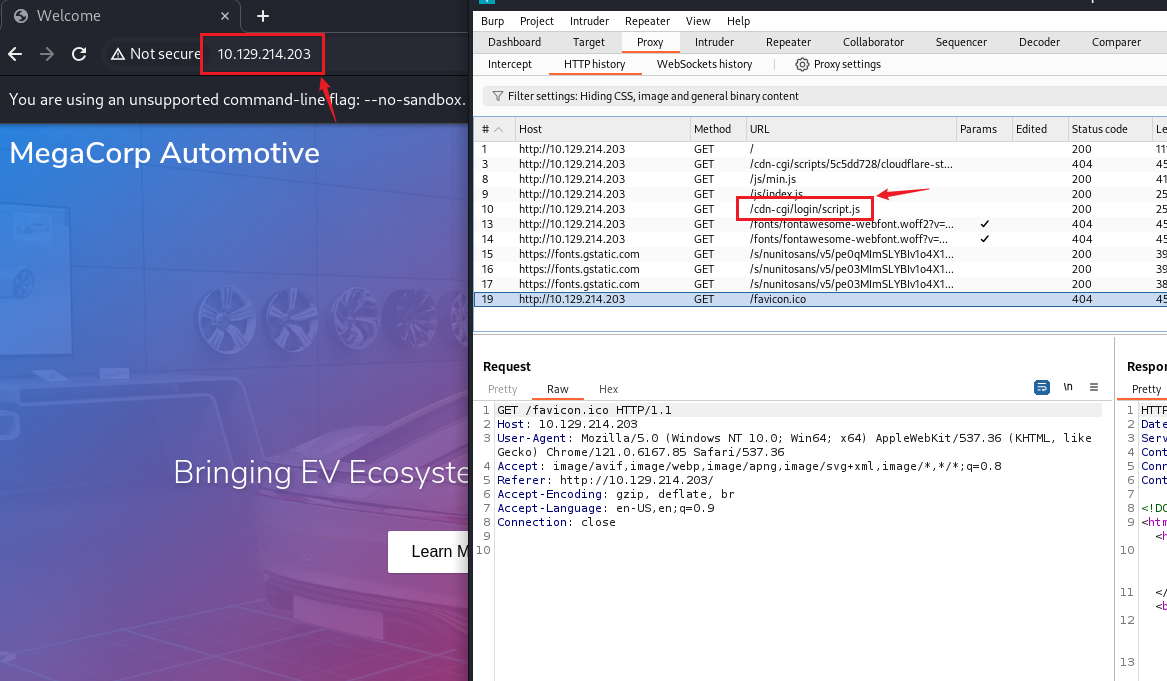 Welcome
Not secure 10.129.214.203
You are using an unsupported command-line flag: --no-sandbox.
MegaCorp Automotive
Bringing EV Ecosyste
Learn M
Burp Project Intruder Repeater View Help
Dashboard Target Proxy Intruder Repeater Collaborator Sequencer Decoder Comparer
Intercept HTTP history WebSockets history Proxy settings
Filter settings: Hiding CSS, image and general binary content
# Host Method URL Params Edited Status code Le
1 http://10.129.214.203 GET / 200 11
3 http://10.129.214.203 GET /cdn-cgi/scripts/5c5dd728/cloudflare-st... 404 45
8 http://10.129.214.203 GET /js/min.js 200 41
9 http://10.129.214.203 GET /js/index.js 200 25
10 http://10.129.214.203 GET /cdn-cgi/login/script.js 200 25
13 http://10.129.214.203 GET /fonts/fontawesome-webfont.woff2?v=... ✓ 404 45
14 http://10.129.214.203 GET /fonts/fontawesome-webfont.woff?v=... ✓ 404 45
15 https://fonts.gstatic.com GET /s/nunitosans/v5/pe0qMImSLYBIv1o4X1... 200 39
16 https://fonts.gstatic.com GET /s/nunitosans/v5/pe03MImSLYBIv1o4X1... 200 39
17 https://fonts.gstatic.com GET /s/nunitosans/v5/pe03MImSLYBIv1o4X1... 200 38
19 http://10.129.214.203 GET /favicon.ico 404 45
Request
Pretty Raw Hex \n
1 GET /favicon.ico HTTP/1.1
2 Host: 10.129.214.203
3 User-Agent: Mozilla/5.0 (Windows NT 10.0; Win64; x64) AppleWebKit/537.36 (KHTML, like
Gecko) Chrome/121.0.6167.85 Safari/537.36
4 Accept: image/avif,image/webp,image/apng,image/svg+xml,image/*,*/*;q=0.8
5 Referer: http://10.129.214.203/
6 Accept-Encoding: gzip, deflate, br
7 Accept-Language: en-US,en;q=0.9
8 Connection: close
9
10
Respon
Pretty
1 HTTP
2 Date
3 Serv
4 Cont
5 Conn
6 Cont
7
8 <!DO
9 <htm
<h
10
11 </
<b
12
13